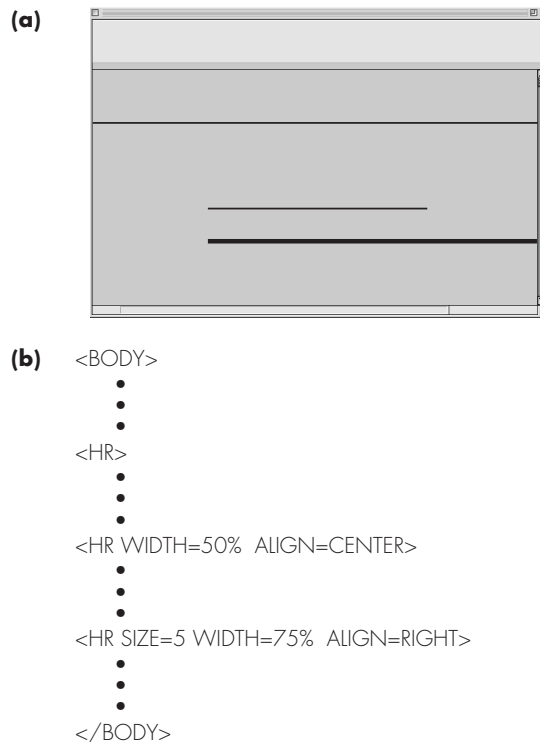 (a)
(b) <BODY>
•
•
•
<HR>
•
•
•
<HR WIDTH=50% ALIGN=CENTER>
•
•
•
<HR SIZE=5 WIDTH=75% ALIGN=RIGHT>
•
•
•
</BODY>